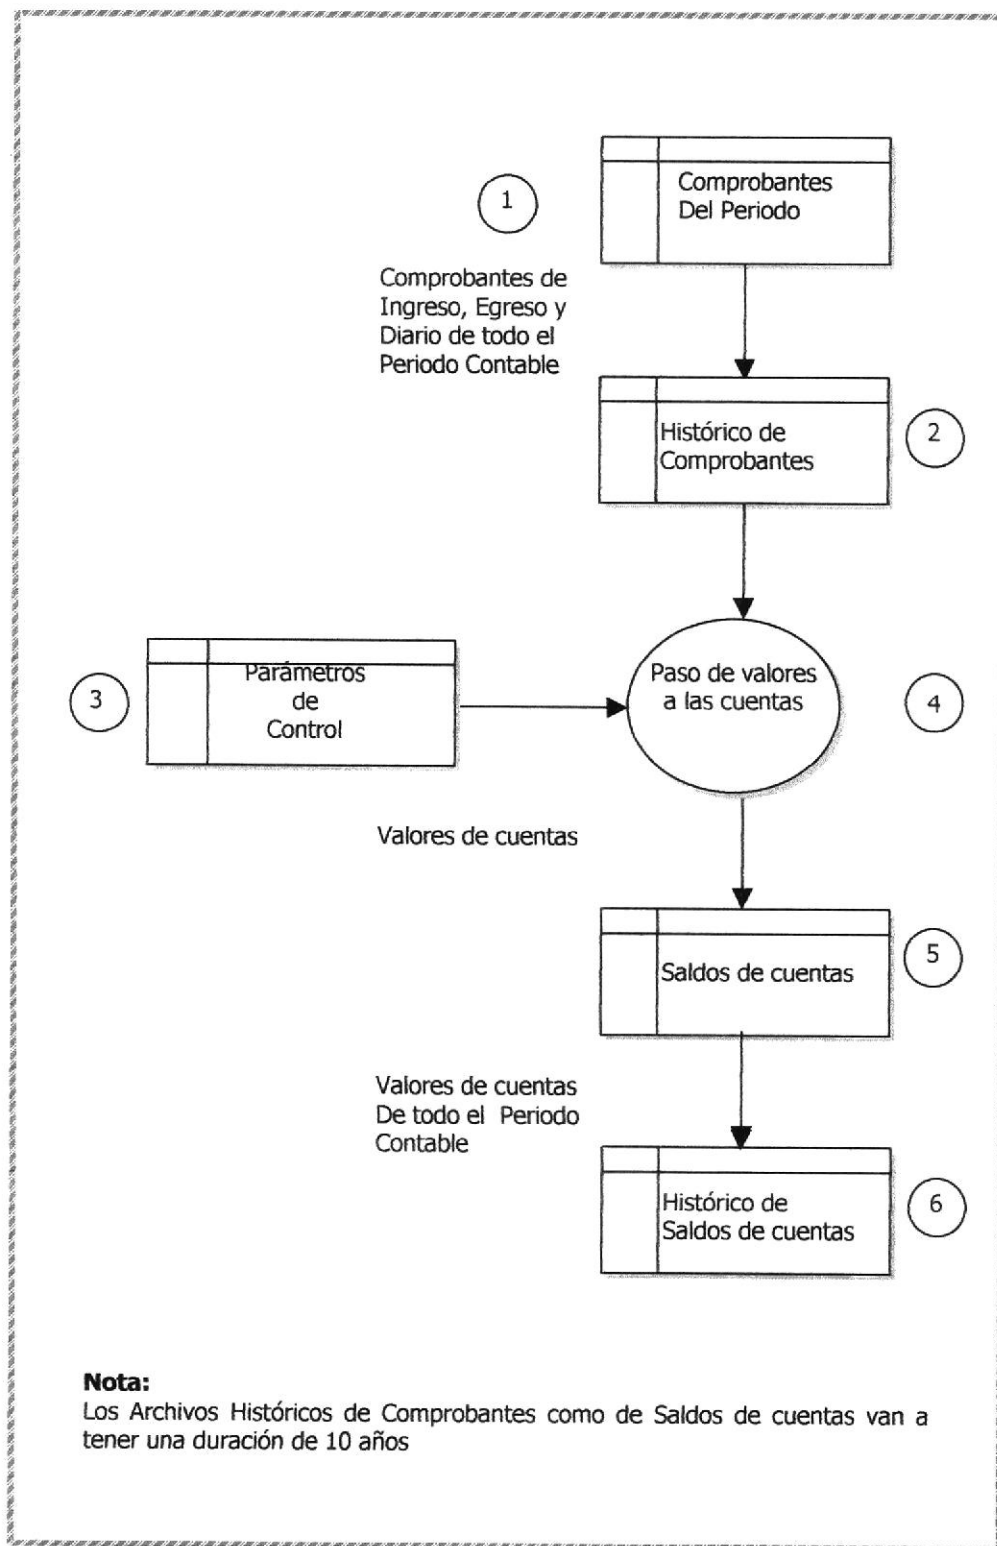 Comprobantes
Del Periodo
1
Comprobantes de
Ingreso, Egreso y
Diario de todo el
Periodo Contable
Histórico de
Comprobantes
2
3
Parámetros
de
Control
Paso de valores
a las cuentas
4
Valores de cuentas
Saldos de cuentas
5
Valores de cuentas
De todo el Periodo
Contable
Histórico de
Saldos de cuentas
6
Nota:
Los Archivos Históricos de Comprobantes como de Saldos de cuentas van a
tener una duración de 10 años